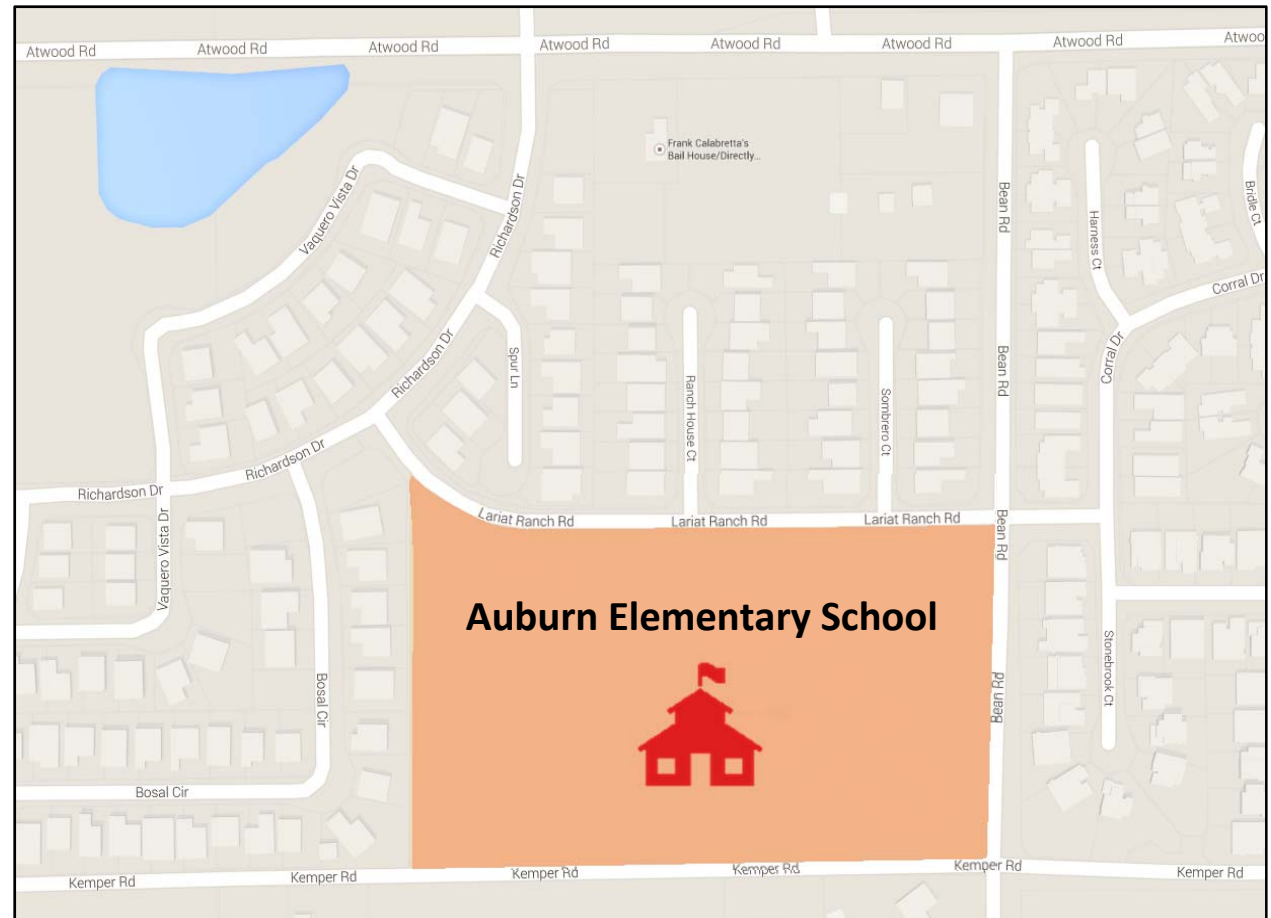 Atwood Rd
Atwood Rd
Atwood Rd
Atwood Rd
Atwood Rd
Atwood Rd
Atwood Rd
Atwoo
Frank Calabretta's
Bail House/Directly...
Vaquero Vista Dr
Richardson Dr
Bean Rd
Harness Ct
Bridle Ct
Corral Dr
Richardson Dr
Spur Ln
Ranch House Ct
Sombrero Ct
Bean Rd
Corral Dr
Richardson Dr
Richardson Dr
Vaquero Vista Dr
Lariat Ranch Rd
Lariat Ranch Rd
Lariat Ranch Rd
Bean Rd
Auburn Elementary School
Bosal Cir
Bean Rd
Stonebrook Ct
Bosal Cir
Kemper Rd
Kemper Rd
Kemper Rd
Kemper Rd
Kemper Rd
Kemper Rd